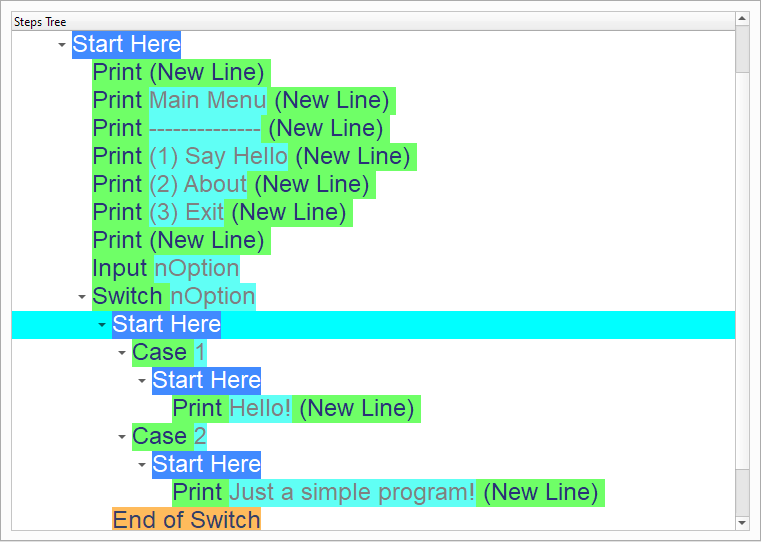 Steps Tree
Start Here
Print (New Line)
Print Main Menu (New Line)
Print -------------- (New Line)
Print (1) Say Hello (New Line)
Print (2) About (New Line)
Print (3) Exit (New Line)
Print (New Line)
Input nOption
Switch nOption
Start Here
Case 1
Start Here
Print Hello! (New Line)
Case 2
Start Here
Print Just a simple program! (New Line)
End of Switch